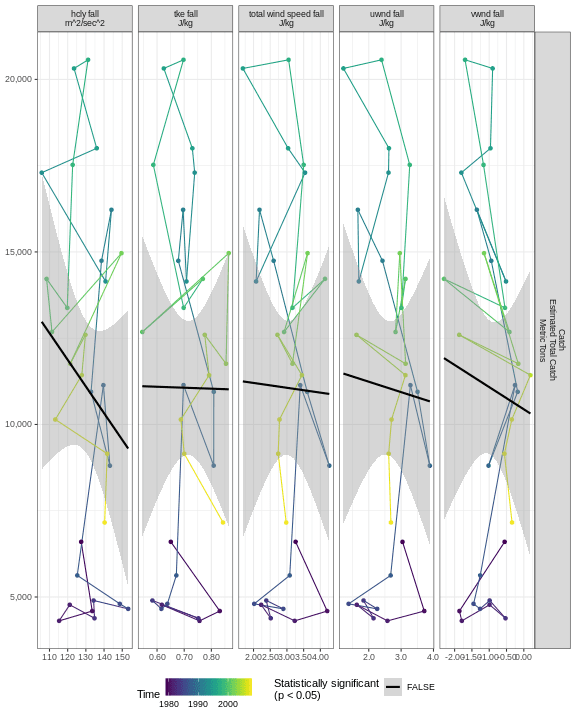 hdy fall
m^2/sec^2
tke fall
J/kg
total wind speed fall
J/kg
uwnd fall
J/kg
vwnd fall
J/kg
20,000
15,000
10,000
5,000
Catch
Estimated Total Catch
Metric Tons
110 120 130 140 150
0.60 0.70 0.80
2.00 2.50 3.00 3.50 4.00
2.0 3.0 4.0
-2.00 -1.50 -1.00 -0.50 0.00
Time
1980 1990 2000
Statistically significant
(p < 0.05)
FALSE